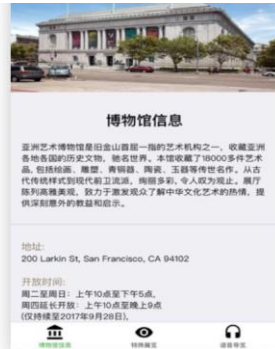 博物馆信息
亚洲艺术博物馆是旧金山首屈一指的艺术机构之一，收藏亚洲
各地各国的历史文物，驰名世界。本馆收藏了18000多件艺术
品，包括绘画、雕塑、青铜器、陶瓷、玉器等传世名作。从古
代传统样式到现代前卫流派，绚丽多彩，令人叹为观止。展厅
陈列高雅美观，致力于激发观众了解中华文化艺术的热情，提
供深刻意外的教益和启示。
地址:
200 Larkin St, San Francisco, CA 94102
开放时间:
周二至周日：上午10点至下午5点,
周四延长开放：上午10点至晚上9点
(仅持续至2017年9月28日),
博物馆信息
特殊展览
语音导览